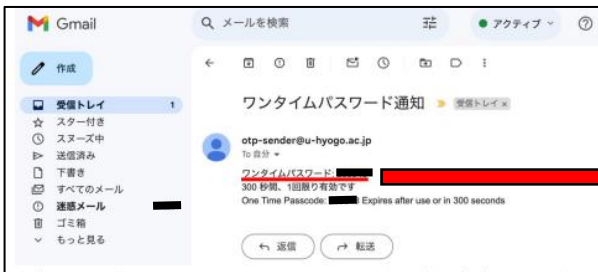 Gmail
メールを検索
アクティブ
作成
受信トレイ 1
スター付き
スヌーズ中
送信済み
下書き
すべてのメール
迷惑メール
ゴミ箱
もっと見る
ワンタイムパスワード通知
受信トレイ ×
otp-sender@u-hyogo.ac.jp
To 自分
ワンタイムパスワード:
300 秒間、1回限り有効です
One Time Passcode: Expires after use or in 300 seconds
返信
転送